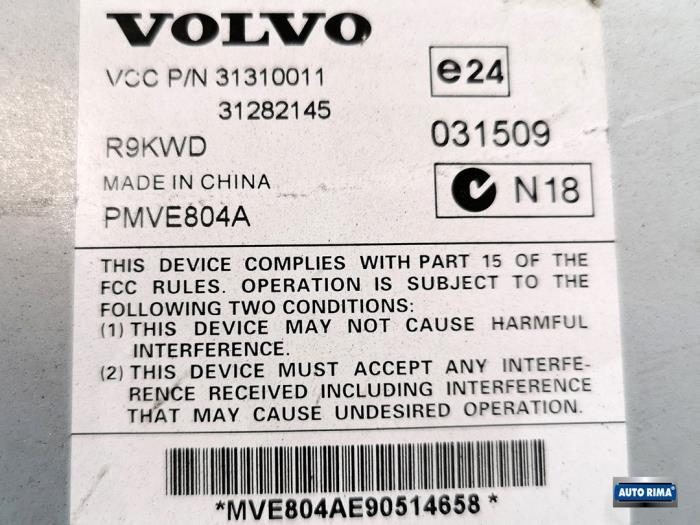 VOLVO
VCC P/N 31310011
31282145
e24
R9KWD
031509
MADE IN CHINA
N18
PMVE804A
THIS DEVICE COMPLIES WITH PART 15 OF THE
FCC RULES. OPERATION IS SUBJECT TO THE
FOLLOWING TWO CONDITIONS:
(1) THIS DEVICE MAY NOT CAUSE HARMFUL
INTERFERENCE.
(2) THIS DEVICE MUST ACCEPT ANY INTERFE-
RENCE RECEIVED INCLUDING INTERFERENCE
THAT MAY CAUSE UNDESIRED OPERATION.
*MVE804AE90514658*
AUTO RIMA